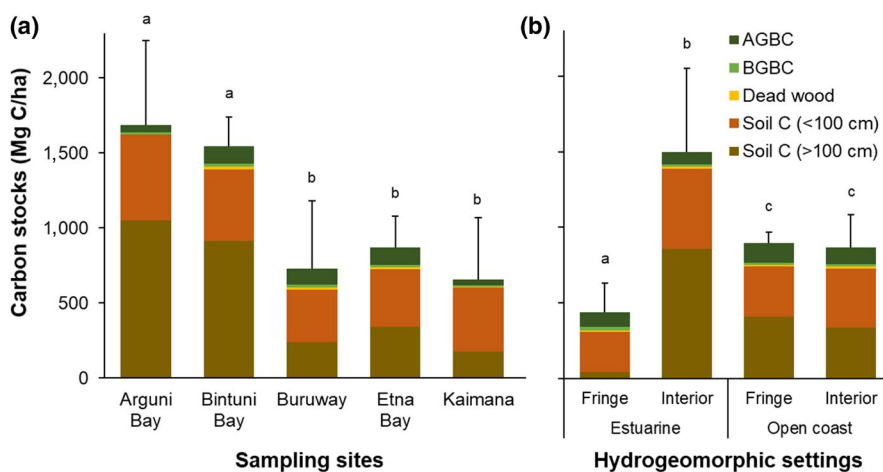 (a)
Carbon stocks (Mg C/ha)
2,000
1,500
1,000
500
0
a
a
b
b
b
Arguni Bay
Bintuni Bay
Buruway
Etna Bay
Kaimana
Sampling sites
(b)
AGBC
BGBC
Dead wood
Soil C (<100 cm)
Soil C (>100 cm)
a
b
c
c
Fringe
Interior
Fringe
Interior
Estuarine
Open coast
Hydrogeomorphic settings